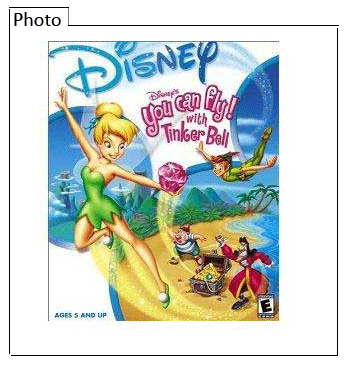 Photo
Disney
Disney's
You can fly!
with
Tinker Bell
E
AGES 5 AND UP